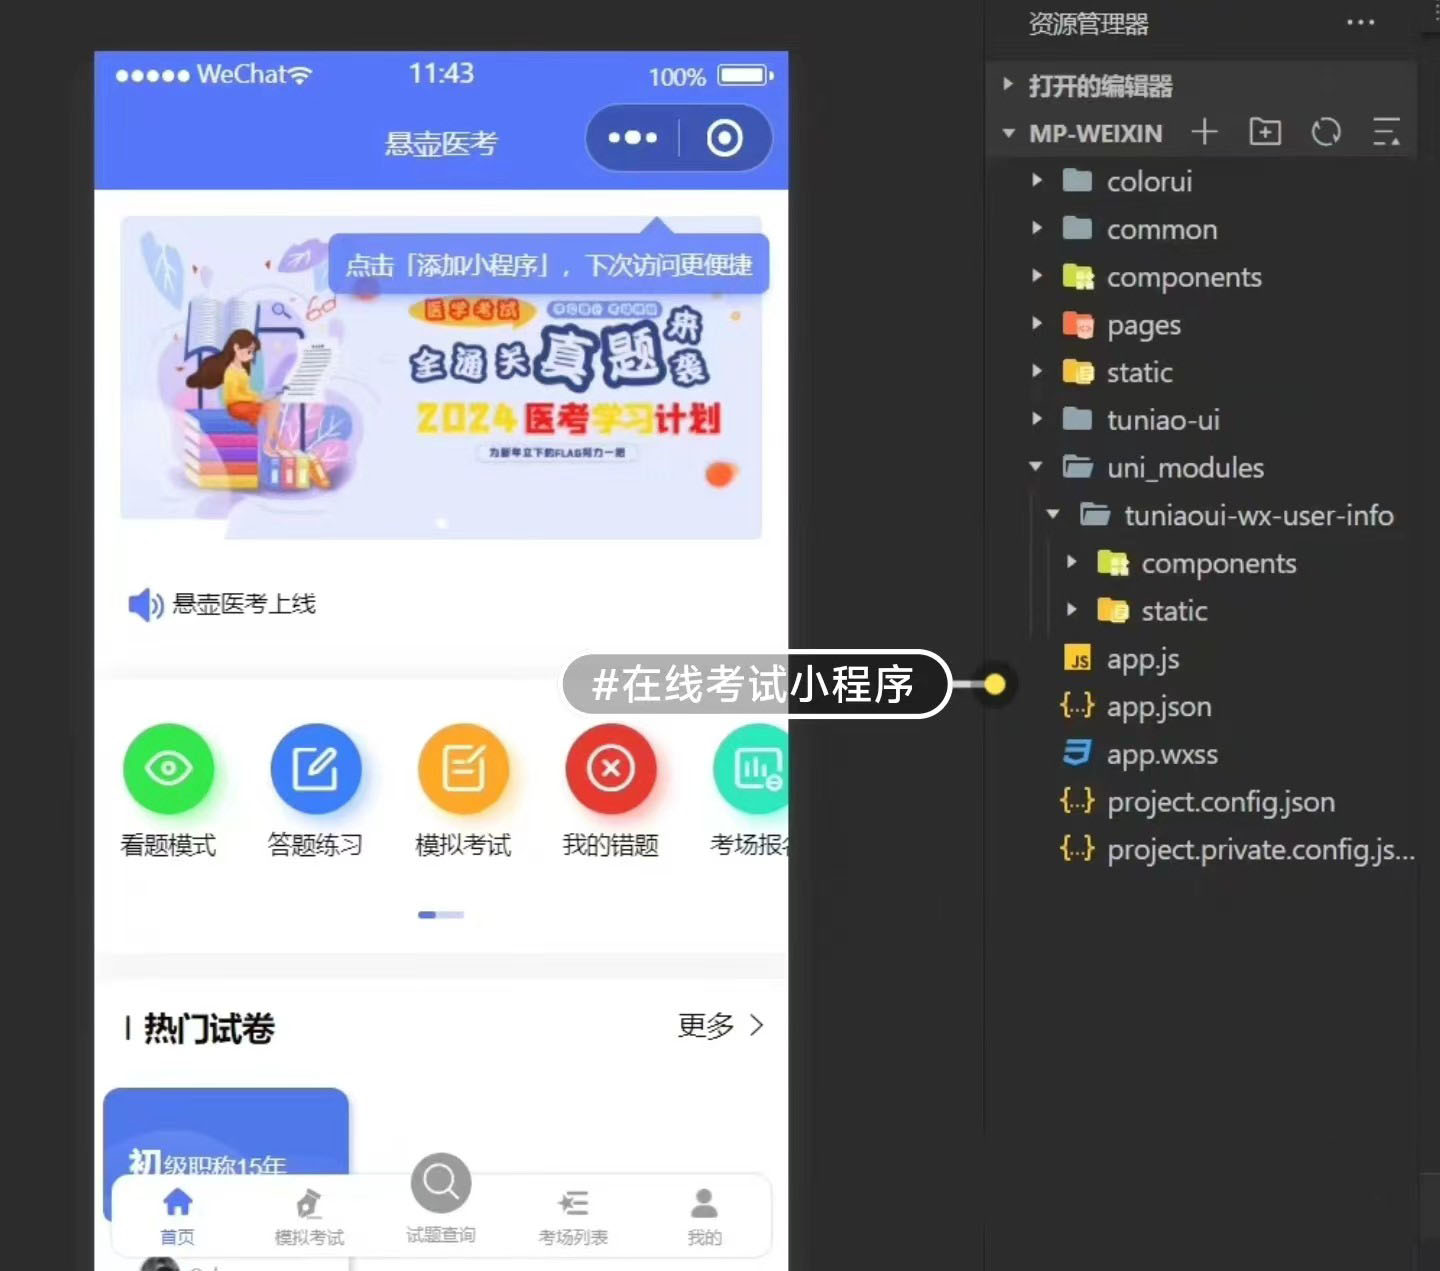 WeChat
11:43
100%
悬壶医考
点击「添加小程序」，下次访问更便捷
医学考试
全通关真题来袭
2024医考学习计划
为新年立下的FLAG努力一把
悬壶医考上线
#在线考试小程序
看题模式
答题练习
模拟考试
我的错题
考场报名
热门试卷
更多
初级职称15年
首页
模拟考试
试题查询
考场列表
我的
资源管理器
打开的编辑器
MP-WEIXIN
colorui
common
components
pages
static
tuniao-ui
uni_modules
tuniaoui-wx-user-info
components
static
JS app.js
{..} app.json
app.wxss
{..} project.config.json
{..} project.private.config.js...